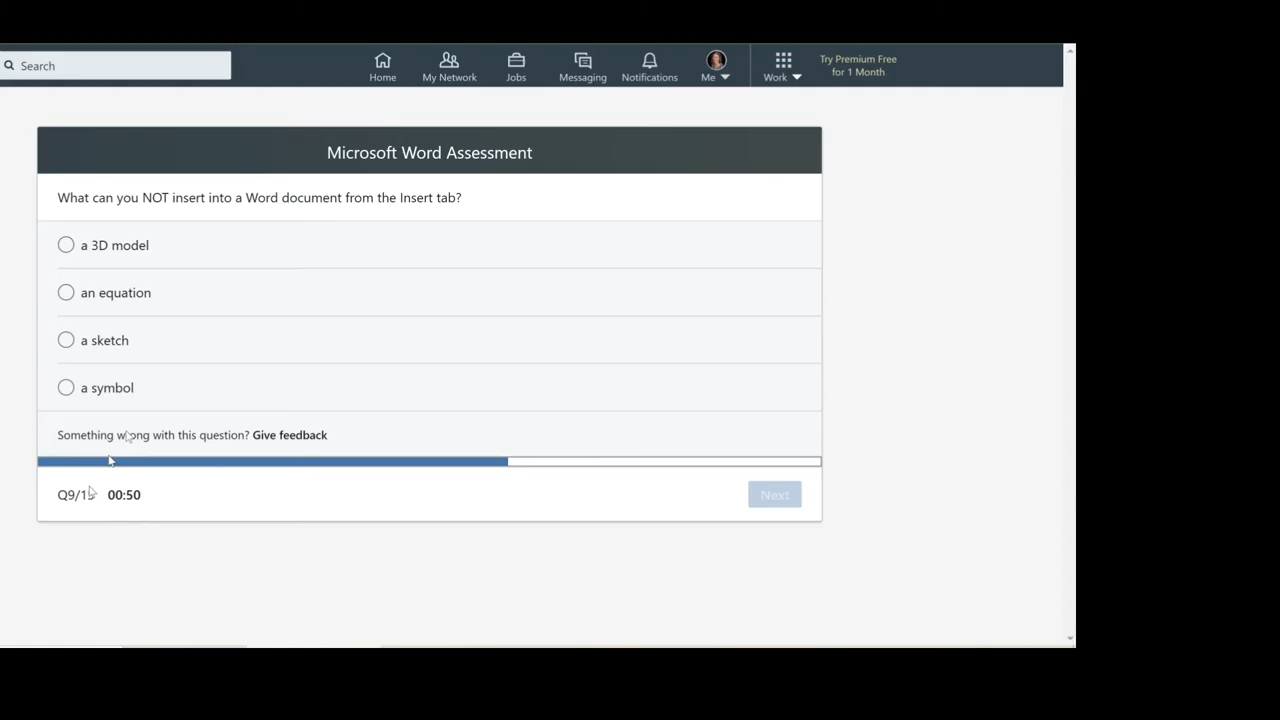 Search
Home
My Network
Jobs
Messaging
Notifications
Me
Work
Try Premium Free
for 1 Month
Microsoft Word Assessment
What can you NOT insert into a Word document from the Insert tab?
a 3D model
an equation
a sketch
a symbol
Something wrong with this question? Give feedback
Q9/15 00:50
Next